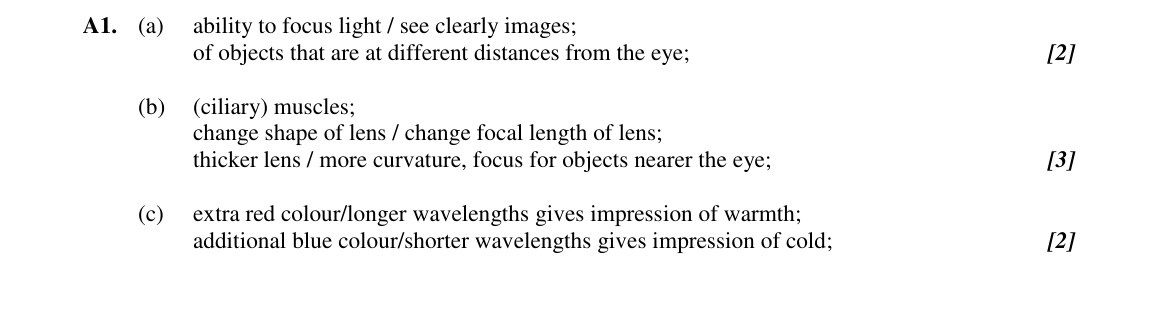 A1. (a) ability to focus light / see clearly images;
of objects that are at different distances from the eye; [2]
(b) (ciliary) muscles;
change shape of lens / change focal length of lens;
thicker lens / more curvature, focus for objects nearer the eye; [3]
(c) extra red colour/longer wavelengths gives impression of warmth;
additional blue colour/shorter wavelengths gives impression of cold; [2]